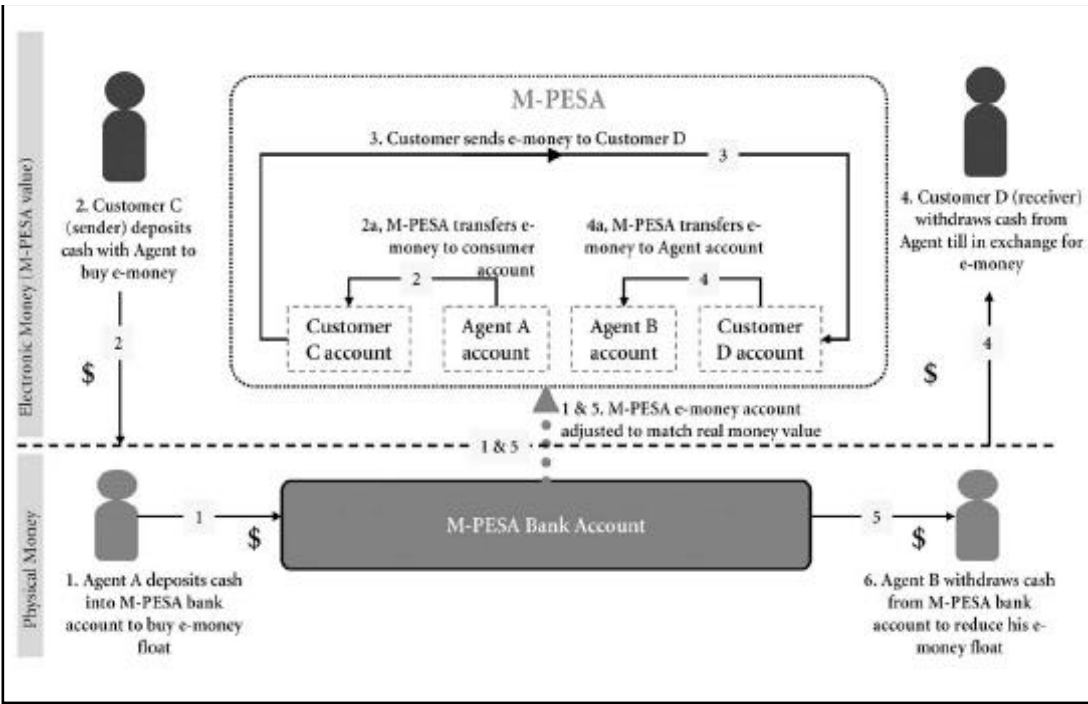 Electronic Money ( M-PESA value)
M-PESA
3. Customer sends e-money to Customer D
3
2. Customer C
(sender) deposits
cash with Agent to
buy e-money
2a, M-PESA transfers e-
money to consumer
account
4a, M-PESA transfers
e-money to Agent account
4. Customer D (receiver)
withdraws cash from
Agent till in exchange for
e-money
2
4
Customer
C account
Agent A
account
Agent B
account
Customer
D account
2
$
$
4
1 & 5. M-PESA e-money account
adjusted to match real money value
1 & 5
Physical Money
1
$
M-PESA Bank Account
5
$
1. Agent A deposits cash
into M-PESA bank
account to buy e-money
float
6. Agent B withdraws cash
from M-PESA bank
account to reduce his e-
money float